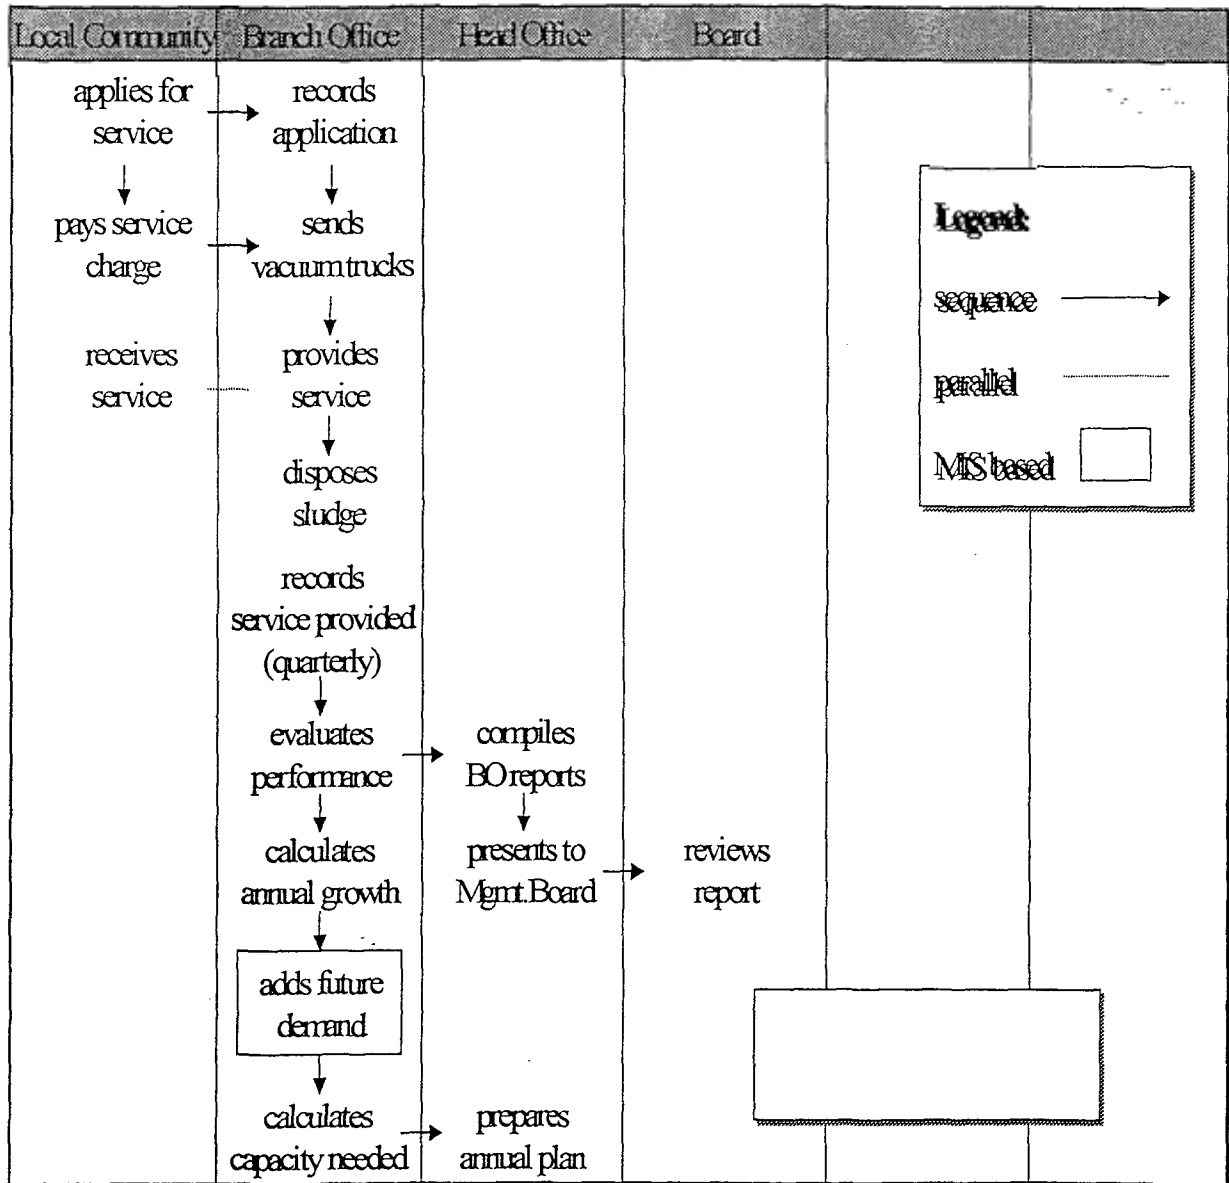 Local Community Branch Office Head Office Board
applies for
service
records
application
pays service
charge
sends
vacuum trucks
receives
service
provides
service
disposes
sludge
records
service provided
(quarterly)
evaluates
performance
compiles
BO reports
calculates
annual growth
presents to
Mgmt. Board
reviews
report
adds future
demand
calculates
capacity needed
prepares
annual plan
Legend:
sequence
parallel
MIS based